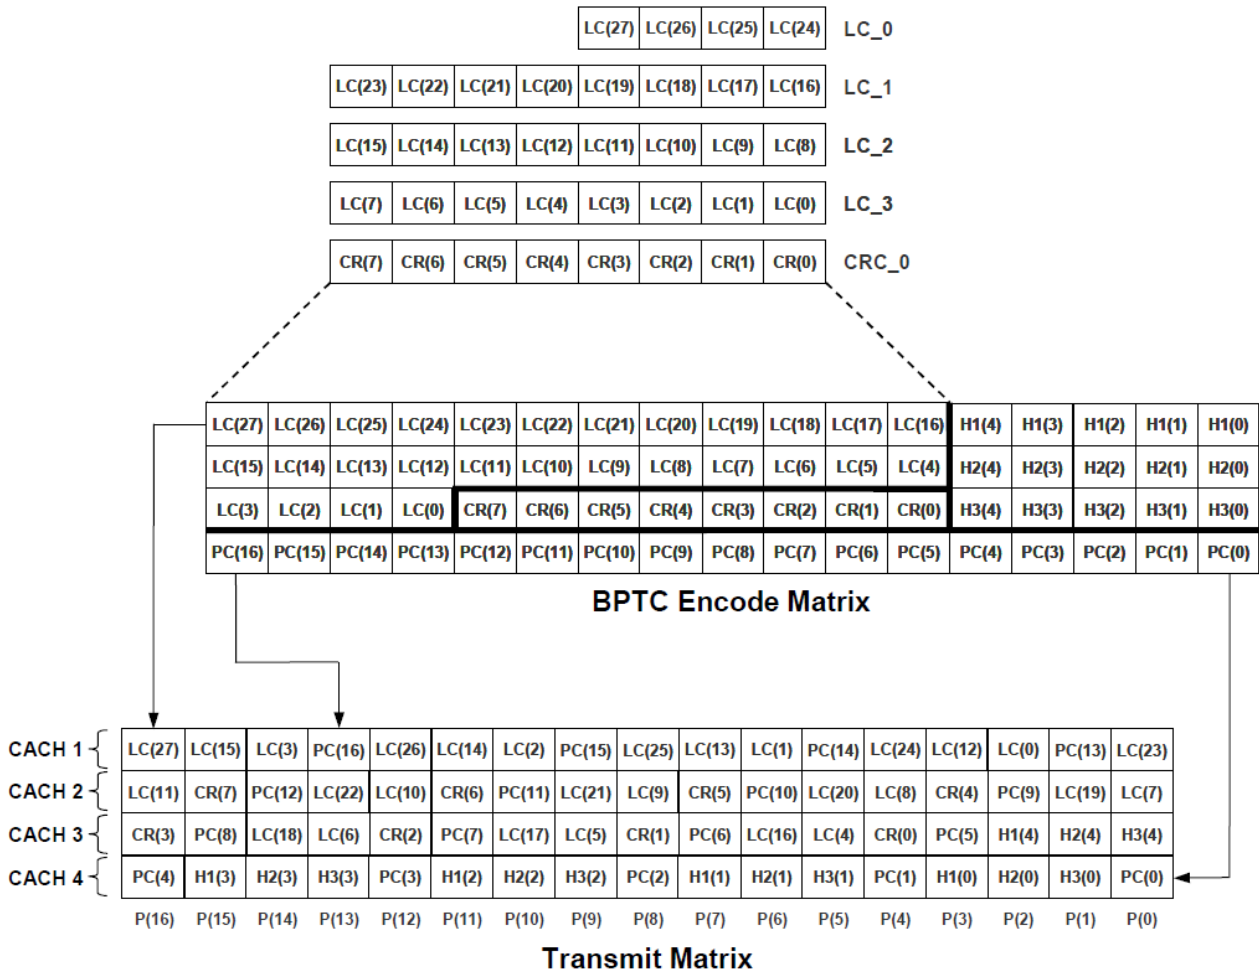 LC(27) LC(26) LC(25) LC(24) LC_0
LC(23) LC(22) LC(21) LC(20) LC(19) LC(18) LC(17) LC(16) LC_1
LC(15) LC(14) LC(13) LC(12) LC(11) LC(10) LC(9) LC(8) LC_2
LC(7) LC(6) LC(5) LC(4) LC(3) LC(2) LC(1) LC(0) LC_3
CR(7) CR(6) CR(5) CR(4) CR(3) CR(2) CR(1) CR(0) CRC_0
LC(27) LC(26) LC(25) LC(24) LC(23) LC(22) LC(21) LC(20) LC(19) LC(18) LC(17) LC(16) H1(4) H1(3) H1(2) H1(1) H1(0)
LC(15) LC(14) LC(13) LC(12) LC(11) LC(10) LC(9) LC(8) LC(7) LC(6) LC(5) LC(4) H2(4) H2(3) H2(2) H2(1) H2(0)
LC(3) LC(2) LC(1) LC(0) CR(7) CR(6) CR(5) CR(4) CR(3) CR(2) CR(1) CR(0) H3(4) H3(3) H3(2) H3(1) H3(0)
PC(16) PC(15) PC(14) PC(13) PC(12) PC(11) PC(10) PC(9) PC(8) PC(7) PC(6) PC(5) PC(4) PC(3) PC(2) PC(1) PC(0)
BPTC Encode Matrix
CACH 1 LC(27) LC(15) LC(3) PC(16) LC(26) LC(14) LC(2) PC(15) LC(25) LC(13) LC(1) PC(14) LC(24) LC(12) LC(0) PC(13) LC(23)
CACH 2 LC(11) CR(7) PC(12) LC(22) LC(10) CR(6) PC(11) LC(21) LC(9) CR(5) PC(10) LC(20) LC(8) CR(4) PC(9) LC(19) LC(7)
CACH 3 CR(3) PC(8) LC(18) LC(6) CR(2) PC(7) LC(17) LC(5) CR(1) PC(6) LC(16) LC(4) CR(0) PC(5) H1(4) H2(4) H3(4)
CACH 4 PC(4) H1(3) H2(3) H3(3) PC(3) H1(2) H2(2) H3(2) PC(2) H1(1) H2(1) H3(1) PC(1) H1(0) H2(0) H3(0) PC(0)
P(16) P(15) P(14) P(13) P(12) P(11) P(10) P(9) P(8) P(7) P(6) P(5) P(4) P(3) P(2) P(1) P(0)
Transmit Matrix